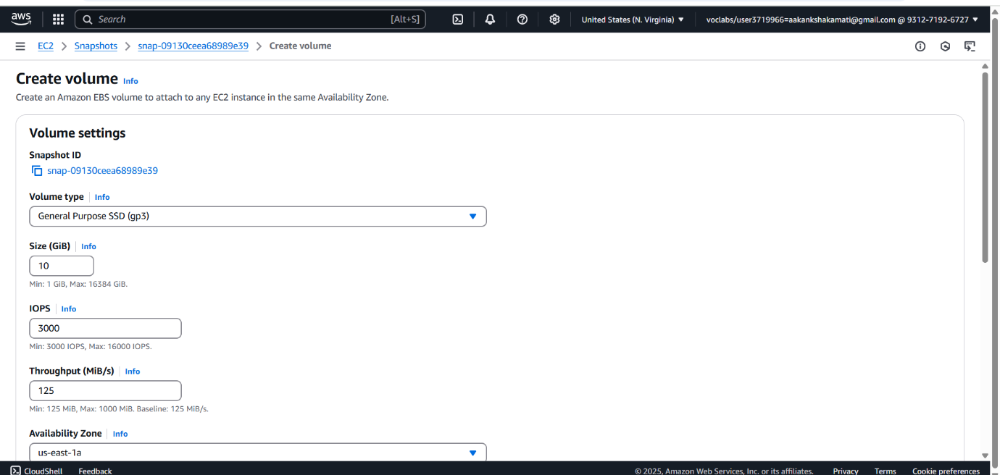 aws
Search [Alt+S] United States (N. Virginia) voclabs/user3719966=aakankshakamati@gmail.com @ 9312-7192-6727
EC2 Snapshots snap-09130ceea68989e39 Create volume
Create volume Info
Create an Amazon EBS volume to attach to any EC2 instance in the same Availability Zone.
Volume settings
Snapshot ID
snap-09130ceea68989e39
Volume type Info
General Purpose SSD (gp3)
Size (GiB) Info
10
Min: 1 GiB, Max: 16384 GiB.
IOPS Info
3000
Min: 3000 IOPS, Max: 16000 IOPS.
Throughput (MiB/s) Info
125
Min: 125 MiB, Max: 1000 MiB. Baseline: 125 MiB/s.
Availability Zone Info
us-east-1a
CloudShell Feedback © 2025, Amazon Web Services, Inc. or its affiliates. Privacy Terms Cookie preferences